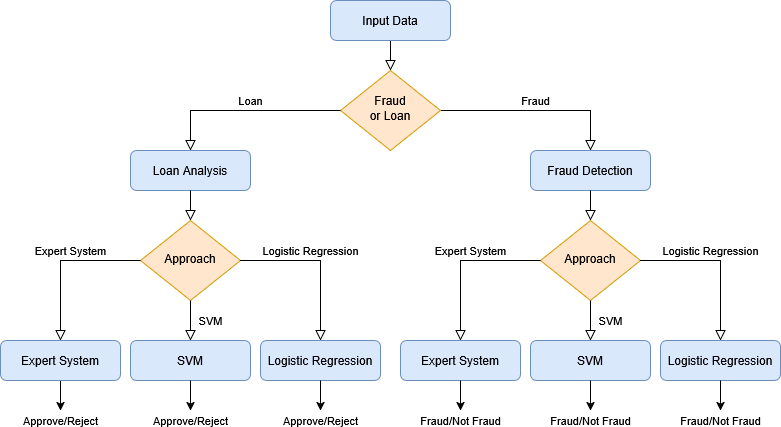 Input Data
Fraud
or Loan
Loan
Fraud
Loan Analysis
Fraud Detection
Expert System
Approach
Logistic Regression
Expert System
Approach
Logistic Regression
SVM
SVM
Expert System
SVM
Logistic Regression
Expert System
SVM
Logistic Regression
Approve/Reject
Approve/Reject
Approve/Reject
Fraud/Not Fraud
Fraud/Not Fraud
Fraud/Not Fraud